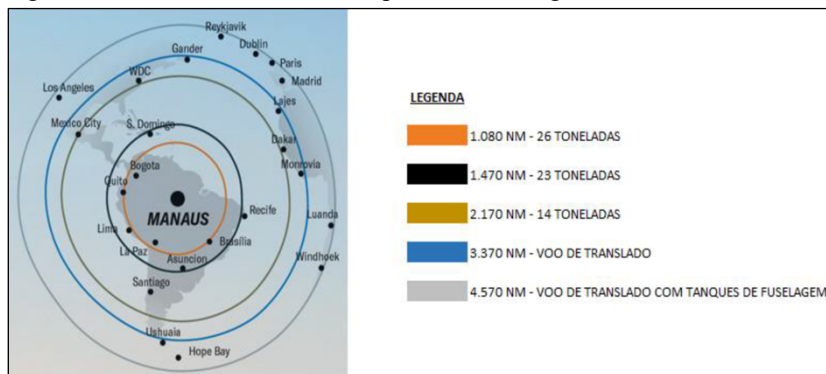 Reykjavik
Gander
Dublin
WDC
Paris
Los Angeles
Madrid
Lajes
Mexico City
S. Domingo
Dakar
Bogota
Monrovia
Quito
MANAUS
Recife
Luanda
Lima
Brasília
La Paz
Asuncion
Windhoek
Santiago
Ushuaia
Hope Bay
LEGENDA
1.080 NM - 26 TONELADAS
1.470 NM - 23 TONELADAS
2.170 NM - 14 TONELADAS
3.370 NM - VOO DE TRANSLADO
4.570 NM - VOO DE TRANSLADO COM TANQUES DE FUSELAGEM